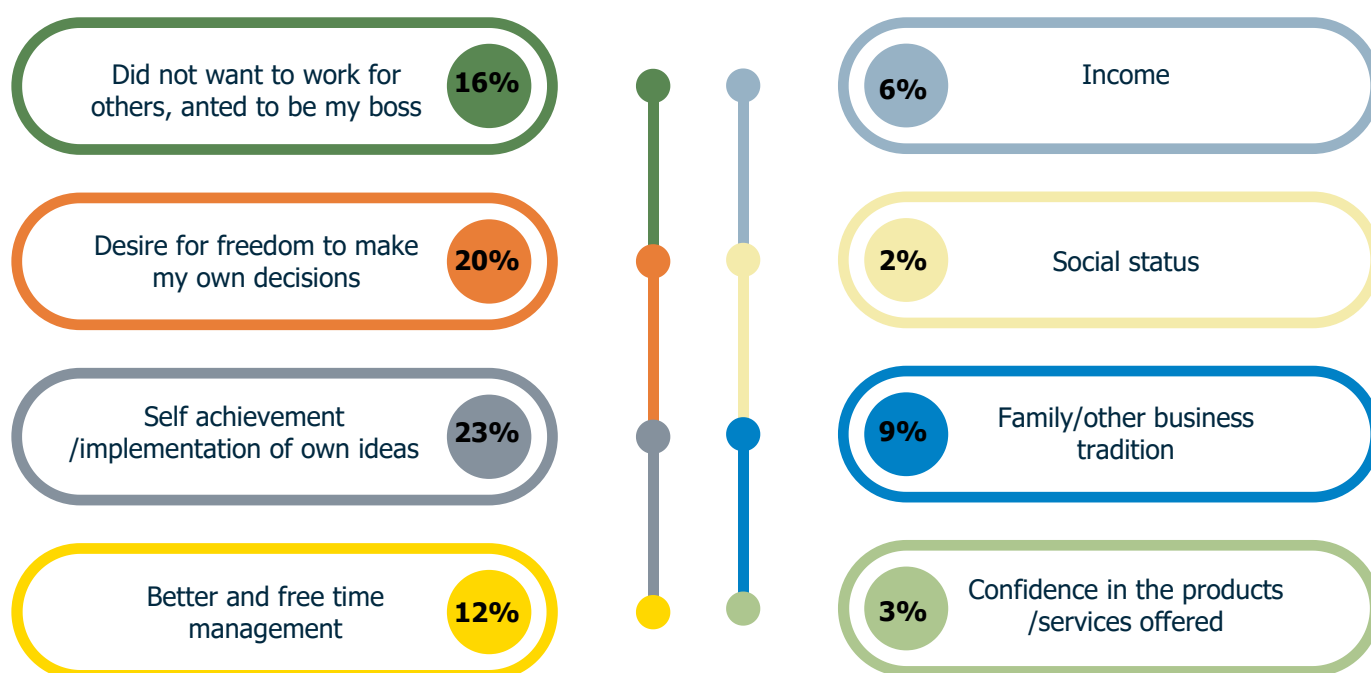 Did not want to work for
others, anted to be my boss
16%
Desire for freedom to make
my own decisions
20%
Self achievement
/implementation of own ideas
23%
Better and free time
management
12%
6%
Income
2%
Social status
9%
Family/other business
tradition
3%
Confidence in the products
/services offered